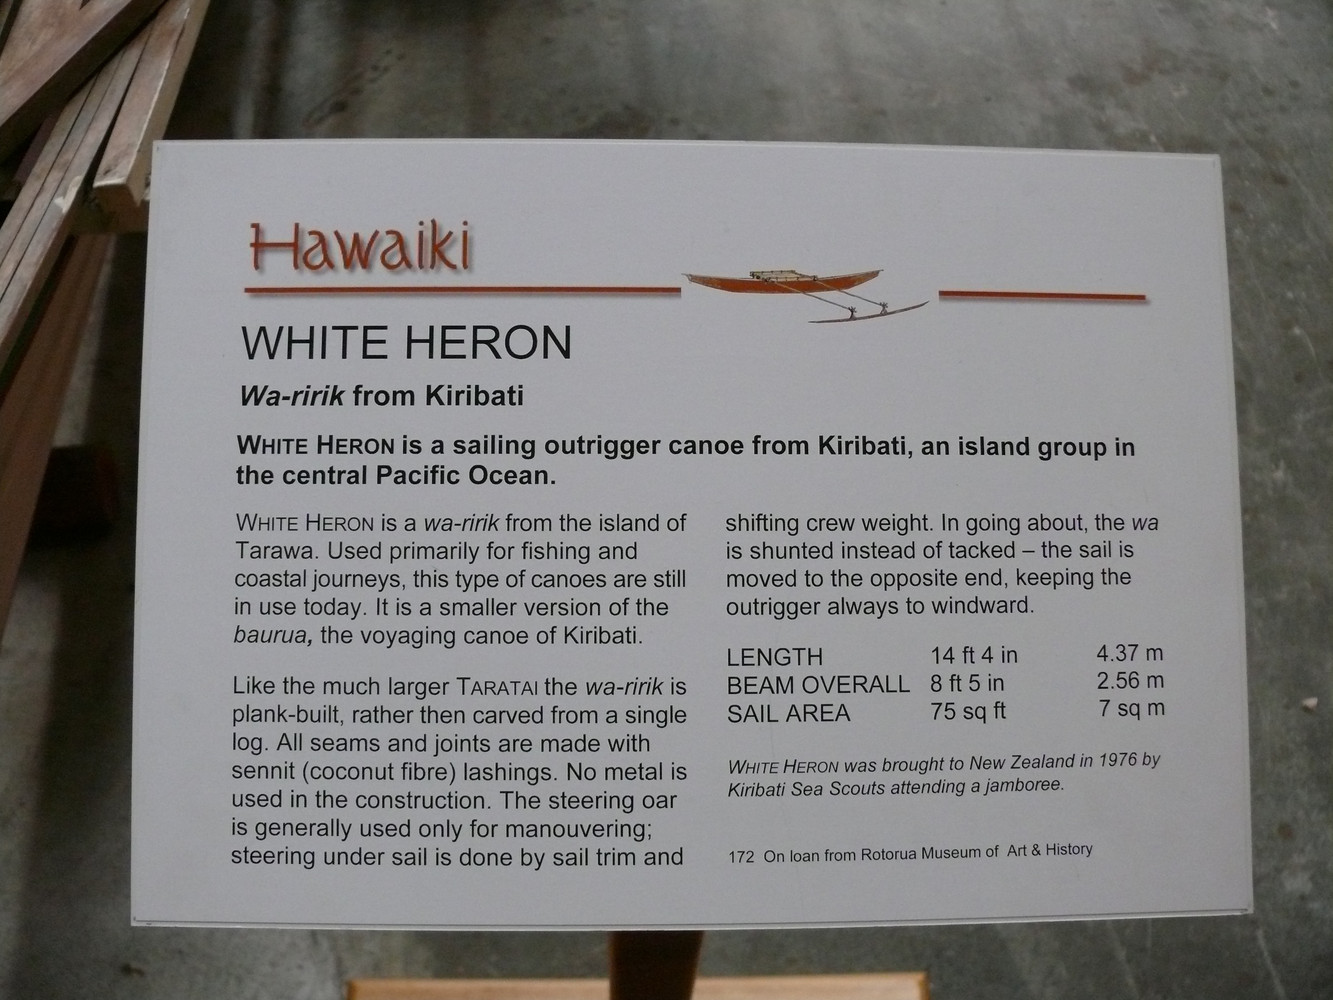 Hawaiki
WHITE HERON
Wa-ririk from Kiribati
WHITE HERON is a sailing outrigger canoe from Kiribati, an island group in
the central Pacific Ocean.
WHITE HERON is a wa-ririk from the island of
Tarawa. Used primarily for fishing and
coastal journeys, this type of canoes are still
in use today. It is a smaller version of the
baurua, the voyaging canoe of Kiribati.
Like the much larger TARATAI the wa-ririk is
plank-built, rather then carved from a single
log. All seams and joints are made with
sennit (coconut fibre) lashings. No metal is
used in the construction. The steering oar
is generally used only for manouvering;
steering under sail is done by sail trim and
shifting crew weight. In going about, the wa
is shunted instead of tacked – the sail is
moved to the opposite end, keeping the
outrigger always to windward.
LENGTH 14 ft 4 in 4.37 m
BEAM OVERALL 8 ft 5 in 2.56 m
SAIL AREA 75 sq ft 7 sq m
WHITE HERON was brought to New Zealand in 1976 by
Kiribati Sea Scouts attending a jamboree.
172 On loan from Rotorua Museum of Art & History